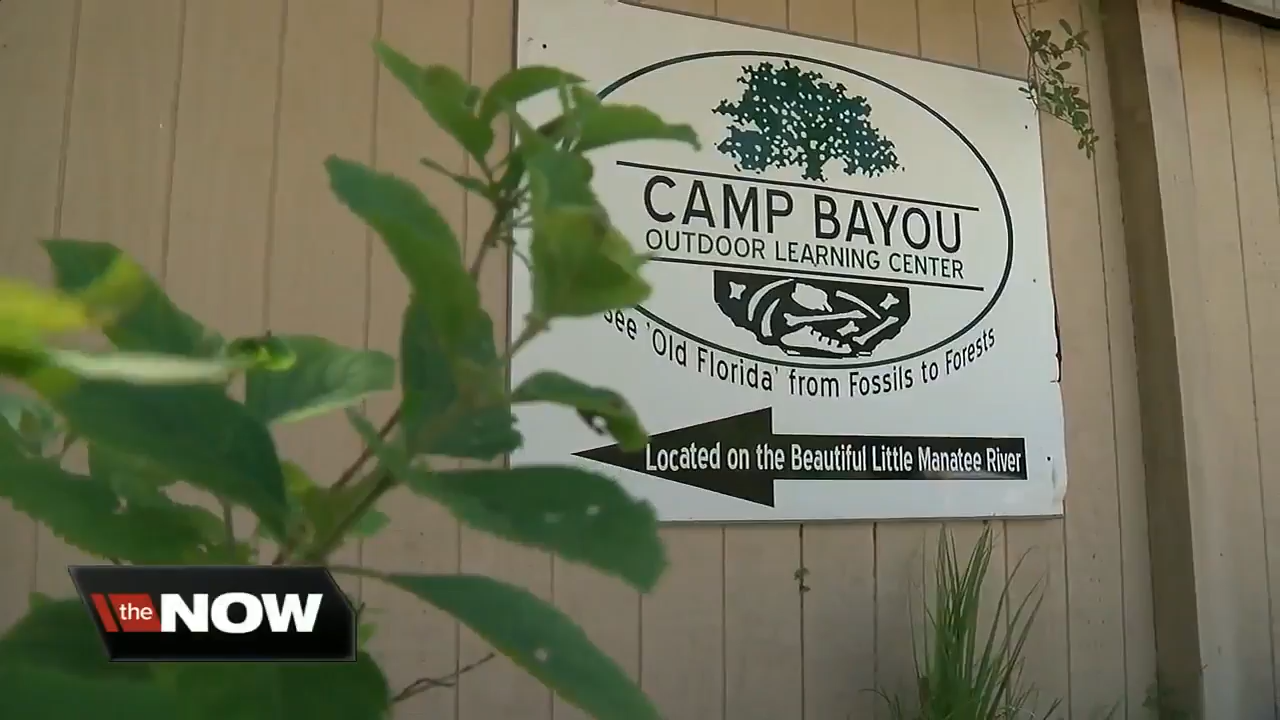 CAMP BAYOU
OUTDOOR LEARNING CENTER
See 'Old Florida' from Fossils to Forests
Located on the Beautiful Little Manatee River
the NOW